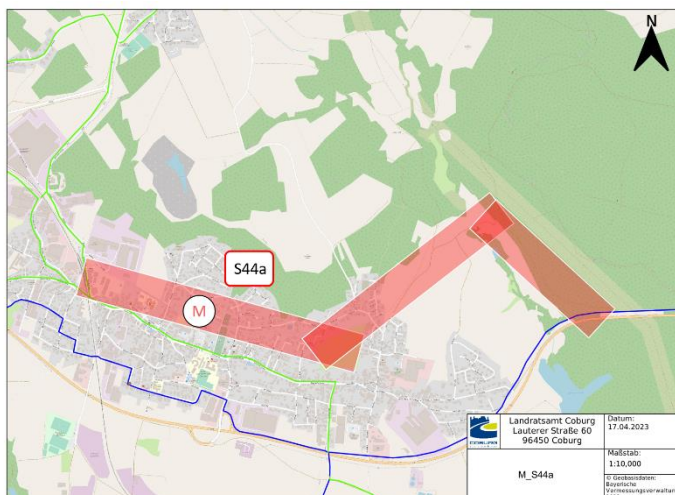 N
S44a
M
Landratsamt Coburg
Lauterer Straße 60
96450 Coburg
Datum:
17.04.2023
M_S44a
Maßstab:
1:10,000
© Geobasisdaten:
Bayerische
Vermessungsverwaltun